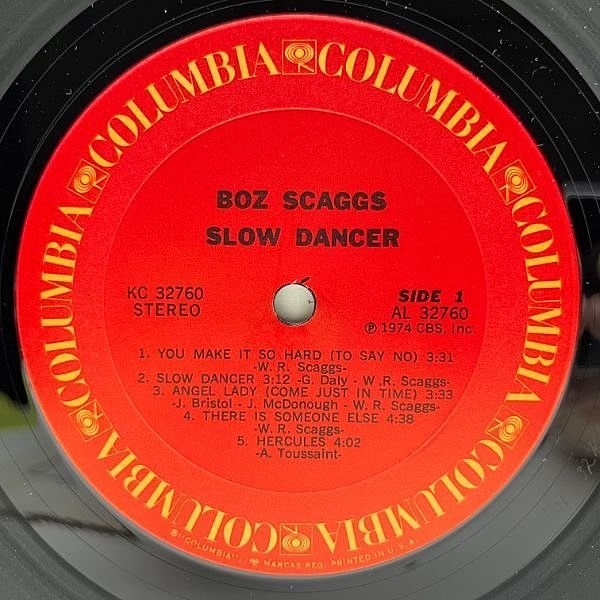 COLUMBIA COLUMBIA COLUMBIA COLUMBIA COLUMBIA COLUMBIA COLUMBIA
BOZ SCAGGS
SLOW DANCER
KC 32760
STEREO
SIDE 1
AL 32760
Ⓟ 1974 CBS, Inc.
1. YOU MAKE IT SO HARD (TO SAY NO) 3:31
-W. R. Scaggs-
2. SLOW DANCER 3:12 -G. Daly - W .R. Scaggs-
3. ANGEL LADY (COME JUST IN TIME) 3:33
-J. Bristol - J. McDonough - W. R. Scaggs-
4. THERE IS SOMEONE ELSE 4:38
-W. R. Scaggs-
5. HERCULES 4:02
-A. Toussaint-
® "COLUMBIA", MARCAS REG. PRINTED IN U.S.A.